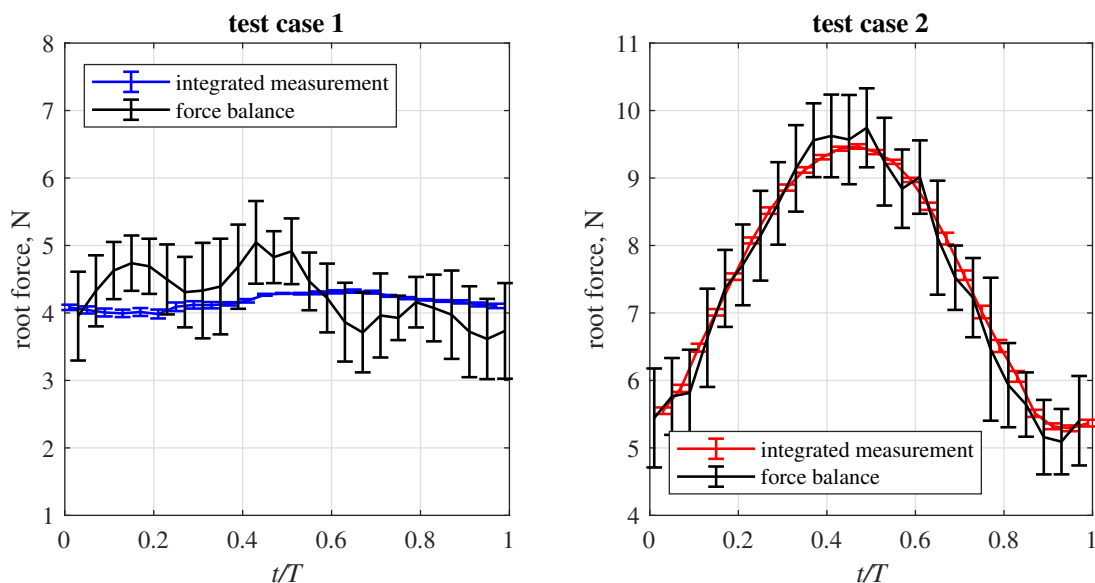 test case 1
8
7
6
5
4
3
2
1
root force, N
integrated measurement
force balance
0 0.2 0.4 0.6 0.8 1
t/T
test case 2
11
10
9
8
7
6
5
4
root force, N
integrated measurement
force balance
0 0.2 0.4 0.6 0.8 1
t/T